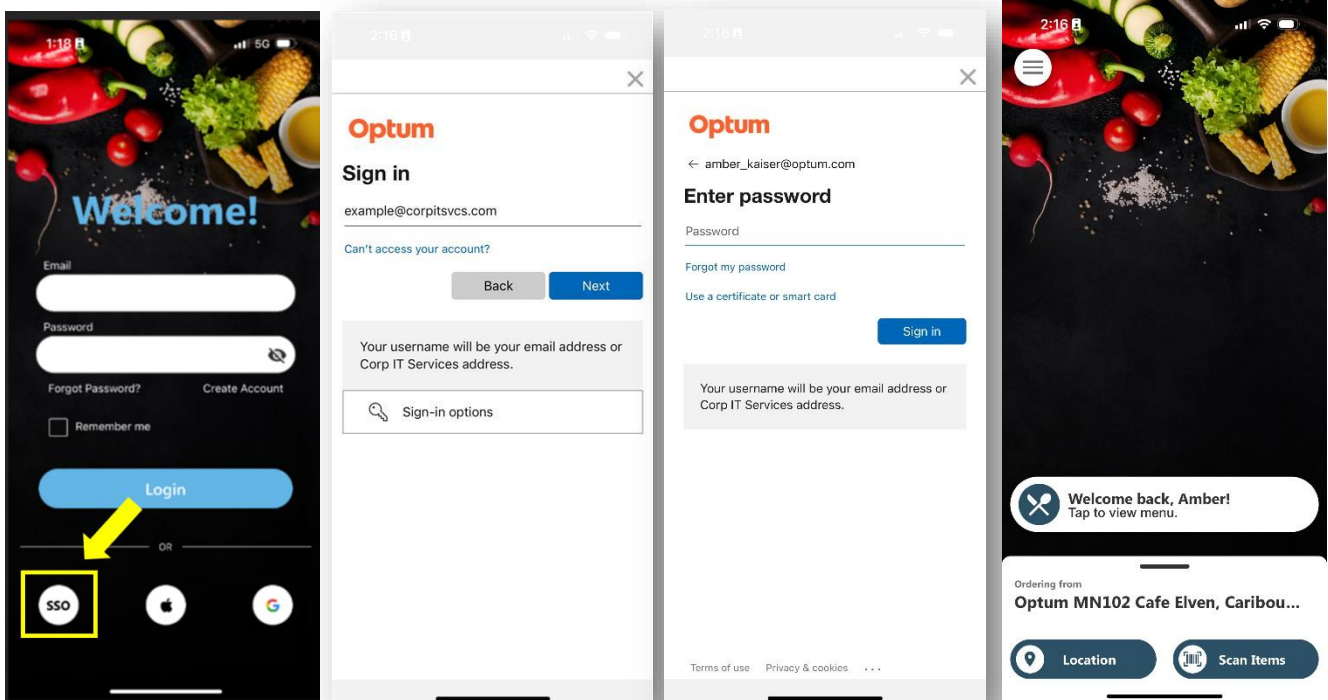 1:18
5G
Welcome!
Email
Password
Forgot Password?
Create Account
Remember me
Login
OR
SSO
G
2:16
Optum
Sign in
example@corpitsvcs.com
Can't access your account?
Back
Next
Your username will be your email address or
Corp IT Services address.
Sign-in options
2:16
Optum
← amber_kaiser@optum.com
Enter password
Password
Forgot my password
Use a certificate or smart card
Sign in
Your username will be your email address or
Corp IT Services address.
Terms of use
Privacy & cookies
...
2:16
Welcome back, Amber!
Tap to view menu.
Ordering from
Optum MN102 Cafe Elven, Caribou...
Location
Scan Items